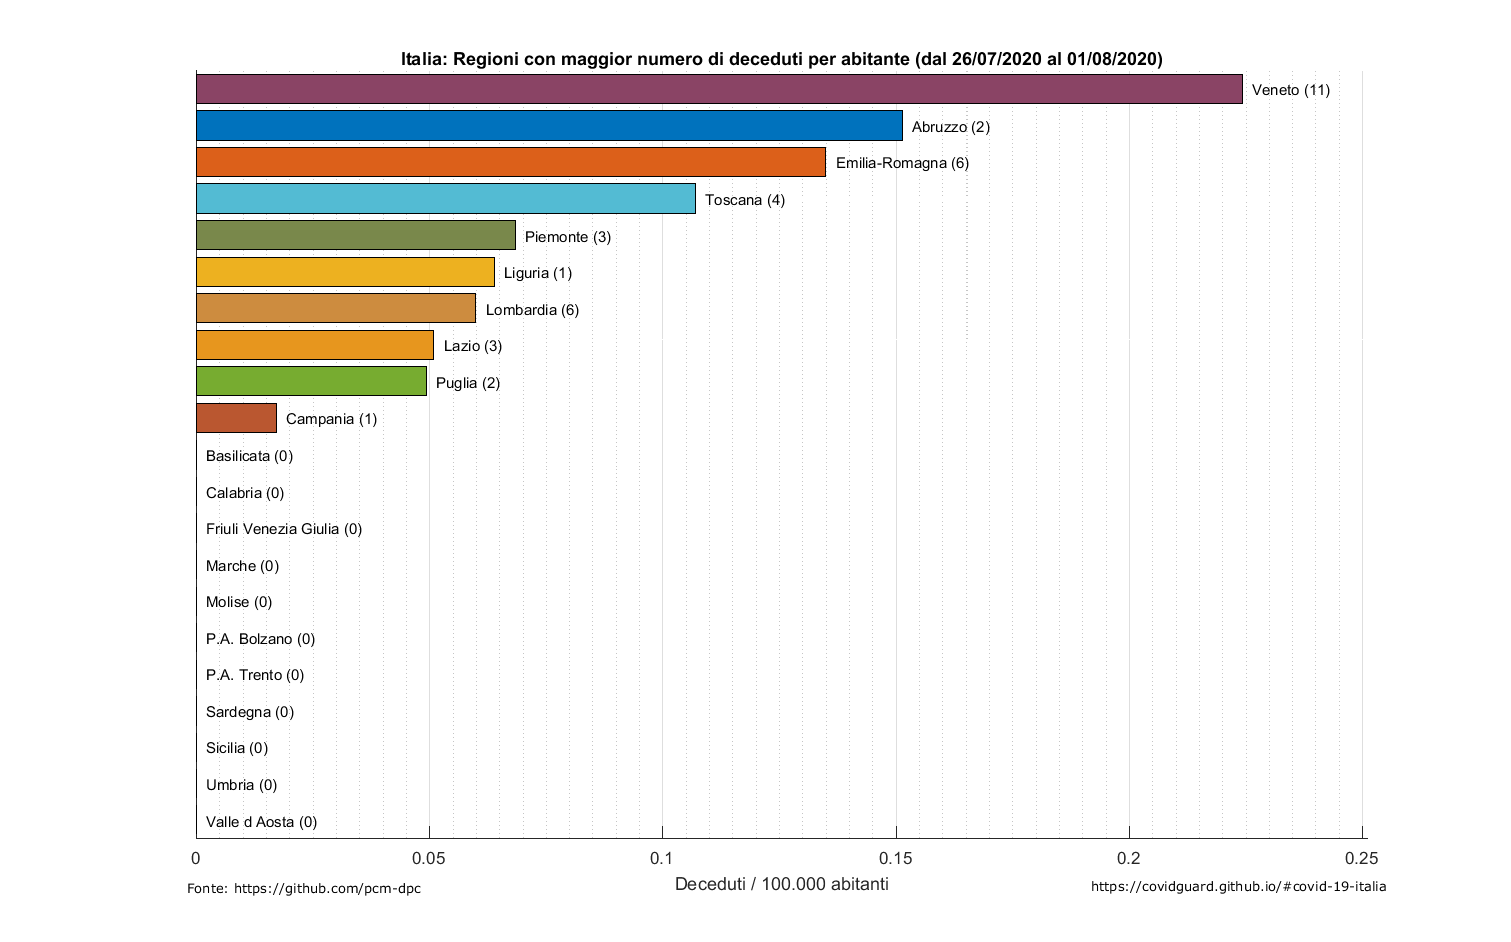 Italia: Regioni con maggior numero di deceduti per abitante (dal 26/07/2020 al 01/08/2020)
Veneto (11)
Abruzzo (2)
Emilia-Romagna (6)
Toscana (4)
Piemonte (3)
Liguria (1)
Lombardia (6)
Lazio (3)
Puglia (2)
Campania (1)
Basilicata (0)
Calabria (0)
Friuli Venezia Giulia (0)
Marche (0)
Molise (0)
P.A. Bolzano (0)
P.A. Trento (0)
Sardegna (0)
Sicilia (0)
Umbria (0)
Valle d Aosta (0)
0 0.05 0.1 0.15 0.2 0.25
Deceduti / 100.000 abitanti
Fonte: https://github.com/pcm-dpc
https://covidguard.github.io/#covid-19-italia